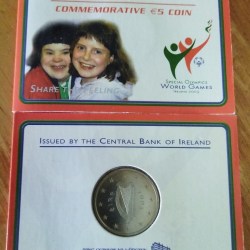 COMMEMORATIVE €5 COIN
SHARE THE FEELING
SPECIAL OLYMPICS
WORLD GAMES
ISSUED BY THE CENTRAL BANK OF IRELAND